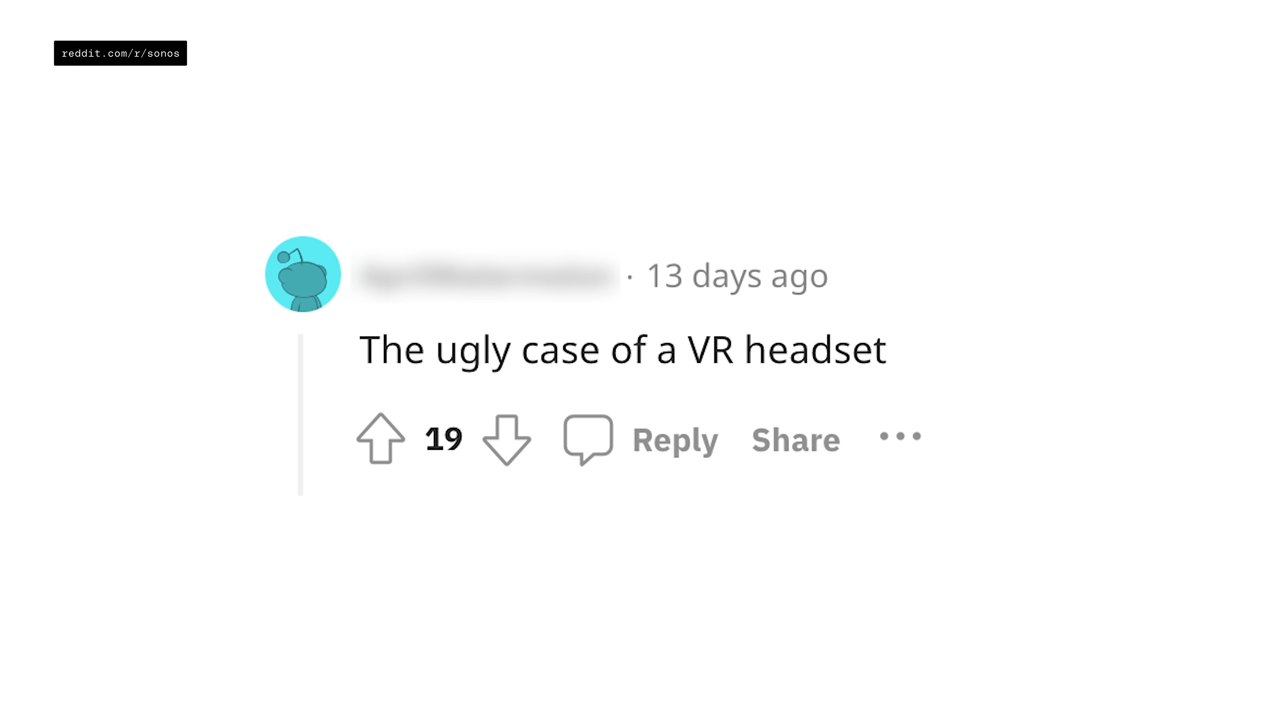 reddit.com/r/sonos
· 13 days ago
The ugly case of a VR headset
19 Reply Share ...